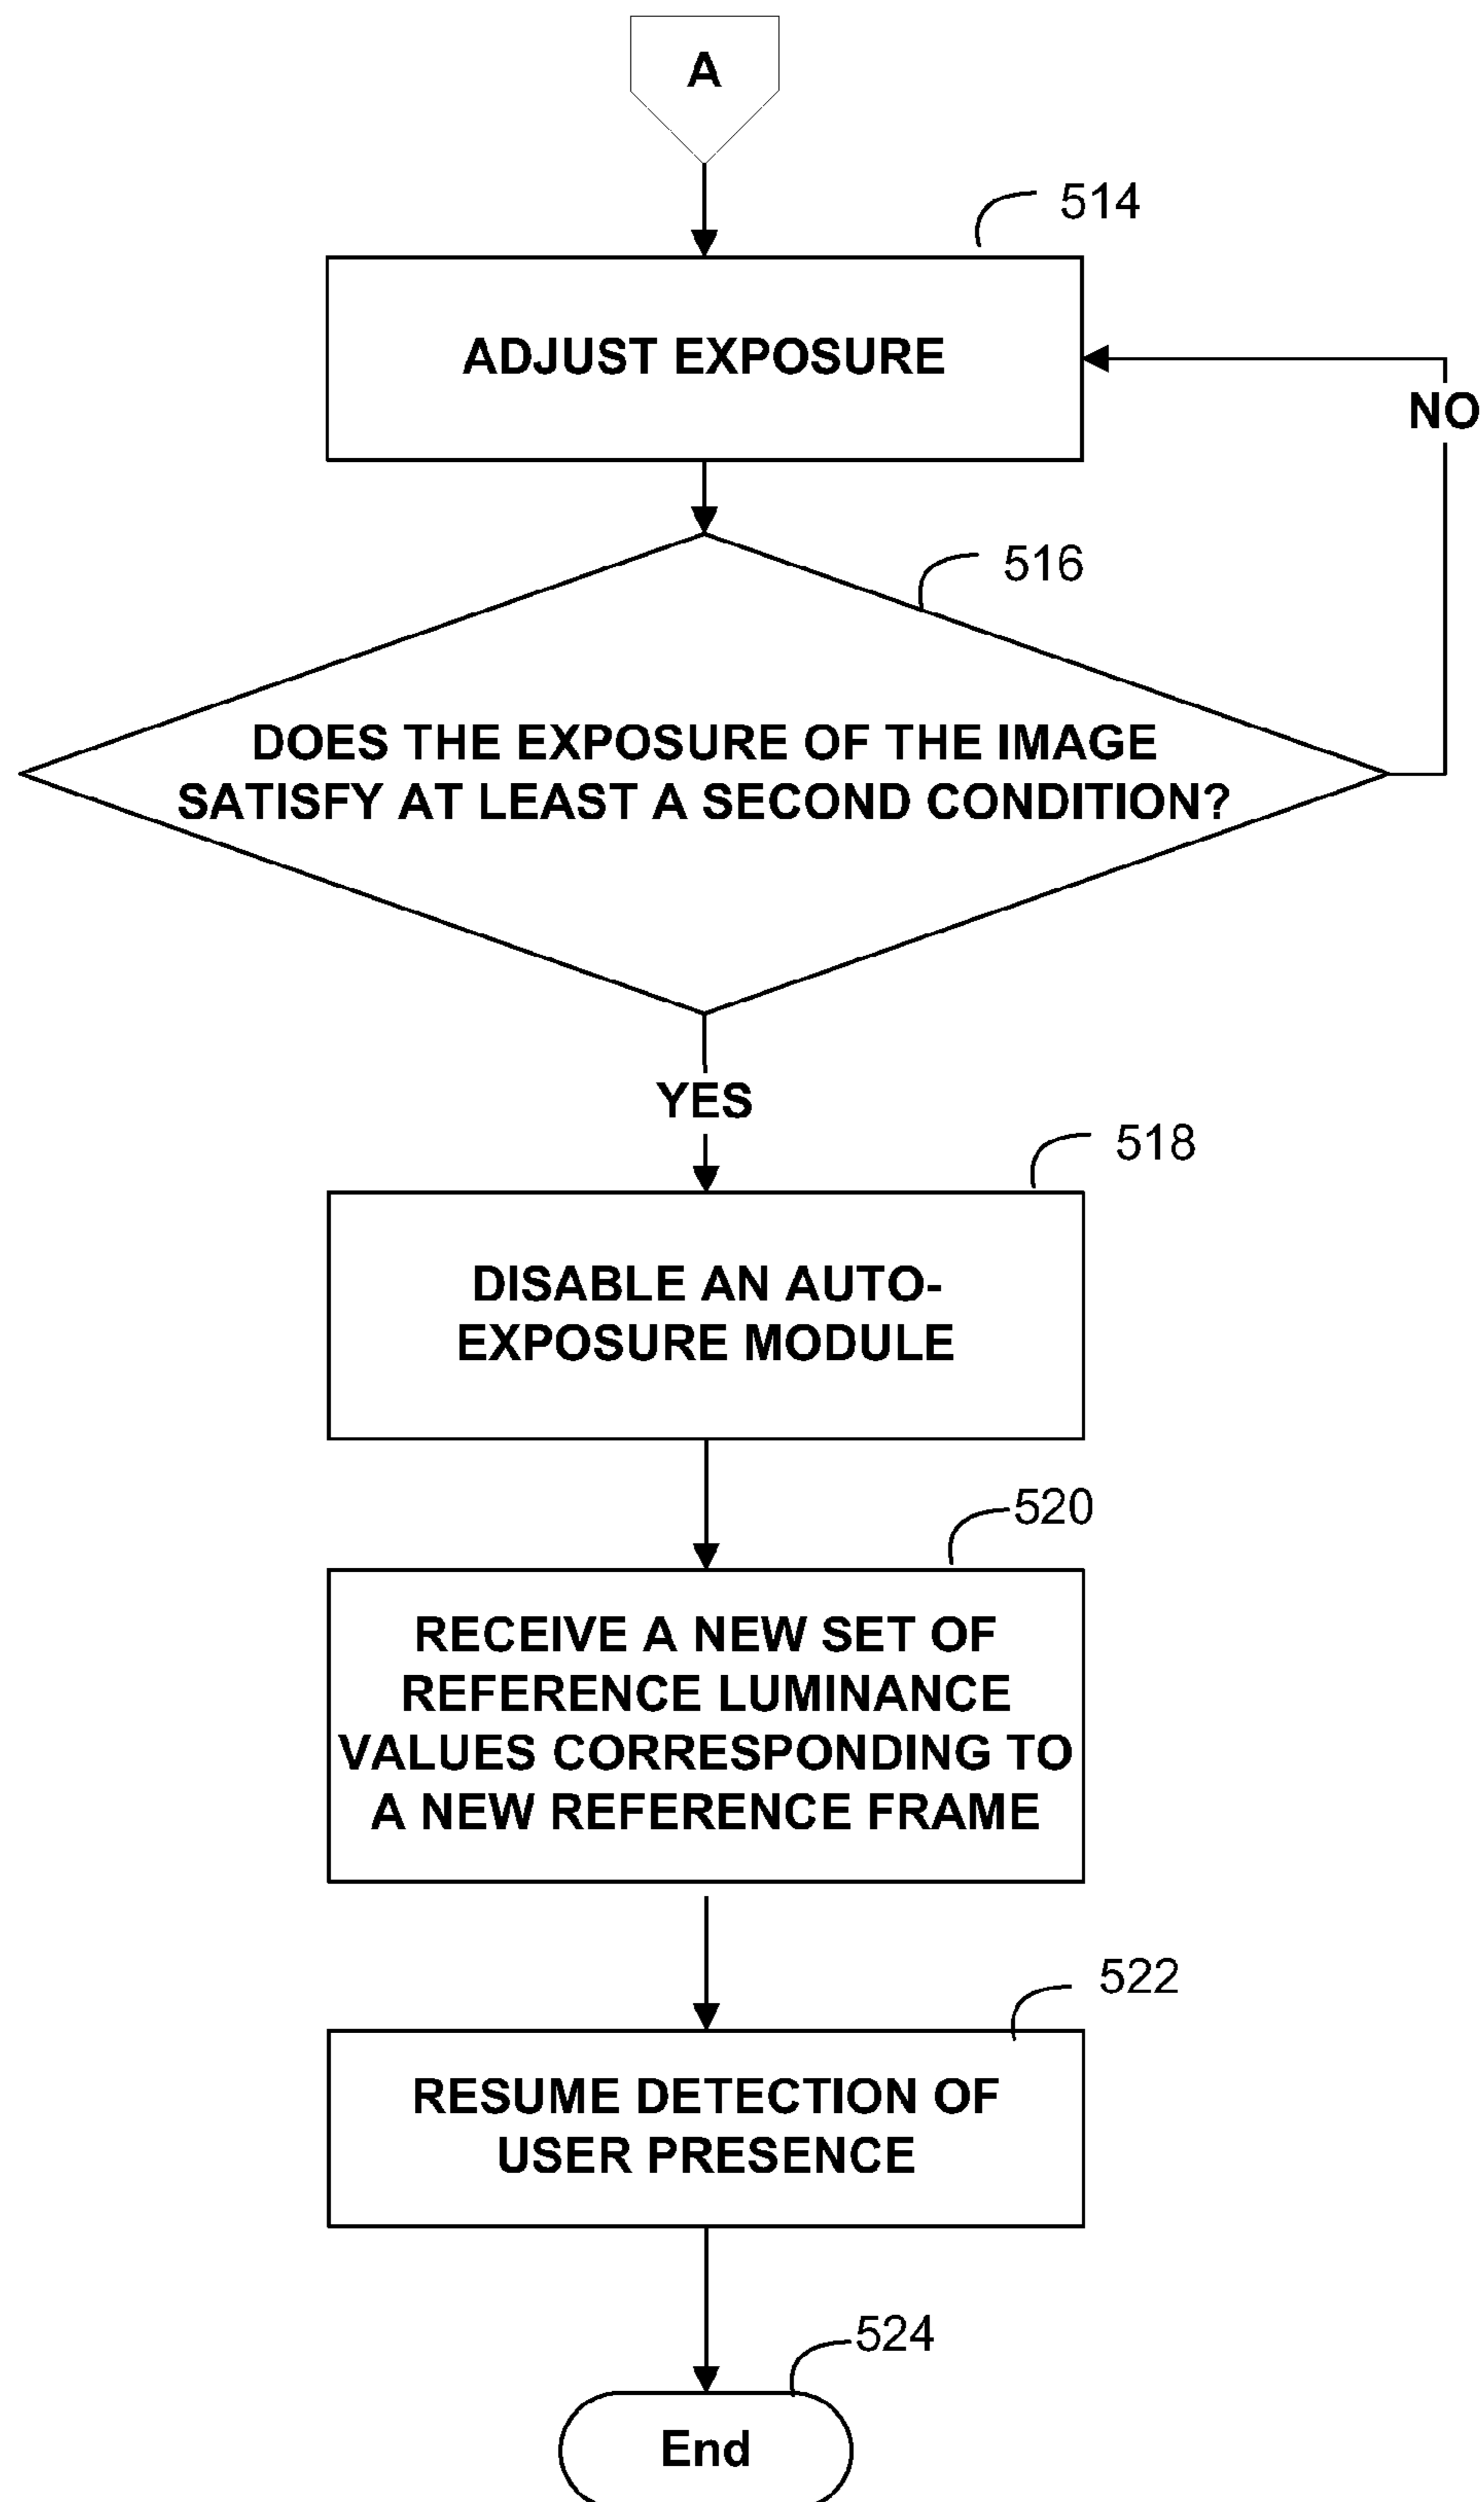 A
514
ADJUST EXPOSURE
NO
516
DOES THE EXPOSURE OF THE IMAGE
SATISFY AT LEAST A SECOND CONDITION?
YES
518
DISABLE AN AUTO-
EXPOSURE MODULE
520
RECEIVE A NEW SET OF
REFERENCE LUMINANCE
VALUES CORRESPONDING TO
A NEW REFERENCE FRAME
522
RESUME DETECTION OF
USER PRESENCE
524
End